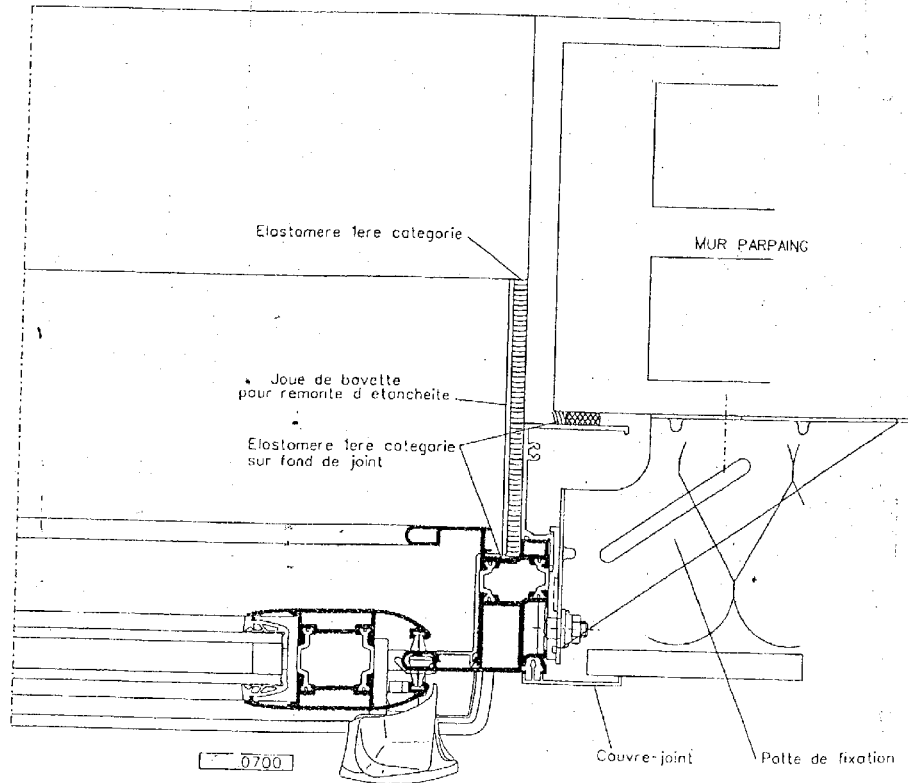 Elastomere 1ere categorie
MUR PARPAING
Joue de bavette
pour remonte d etancheite
Elastomere 1ere categorie
sur fond de joint
Couvre-joint
Patte de fixation
0700